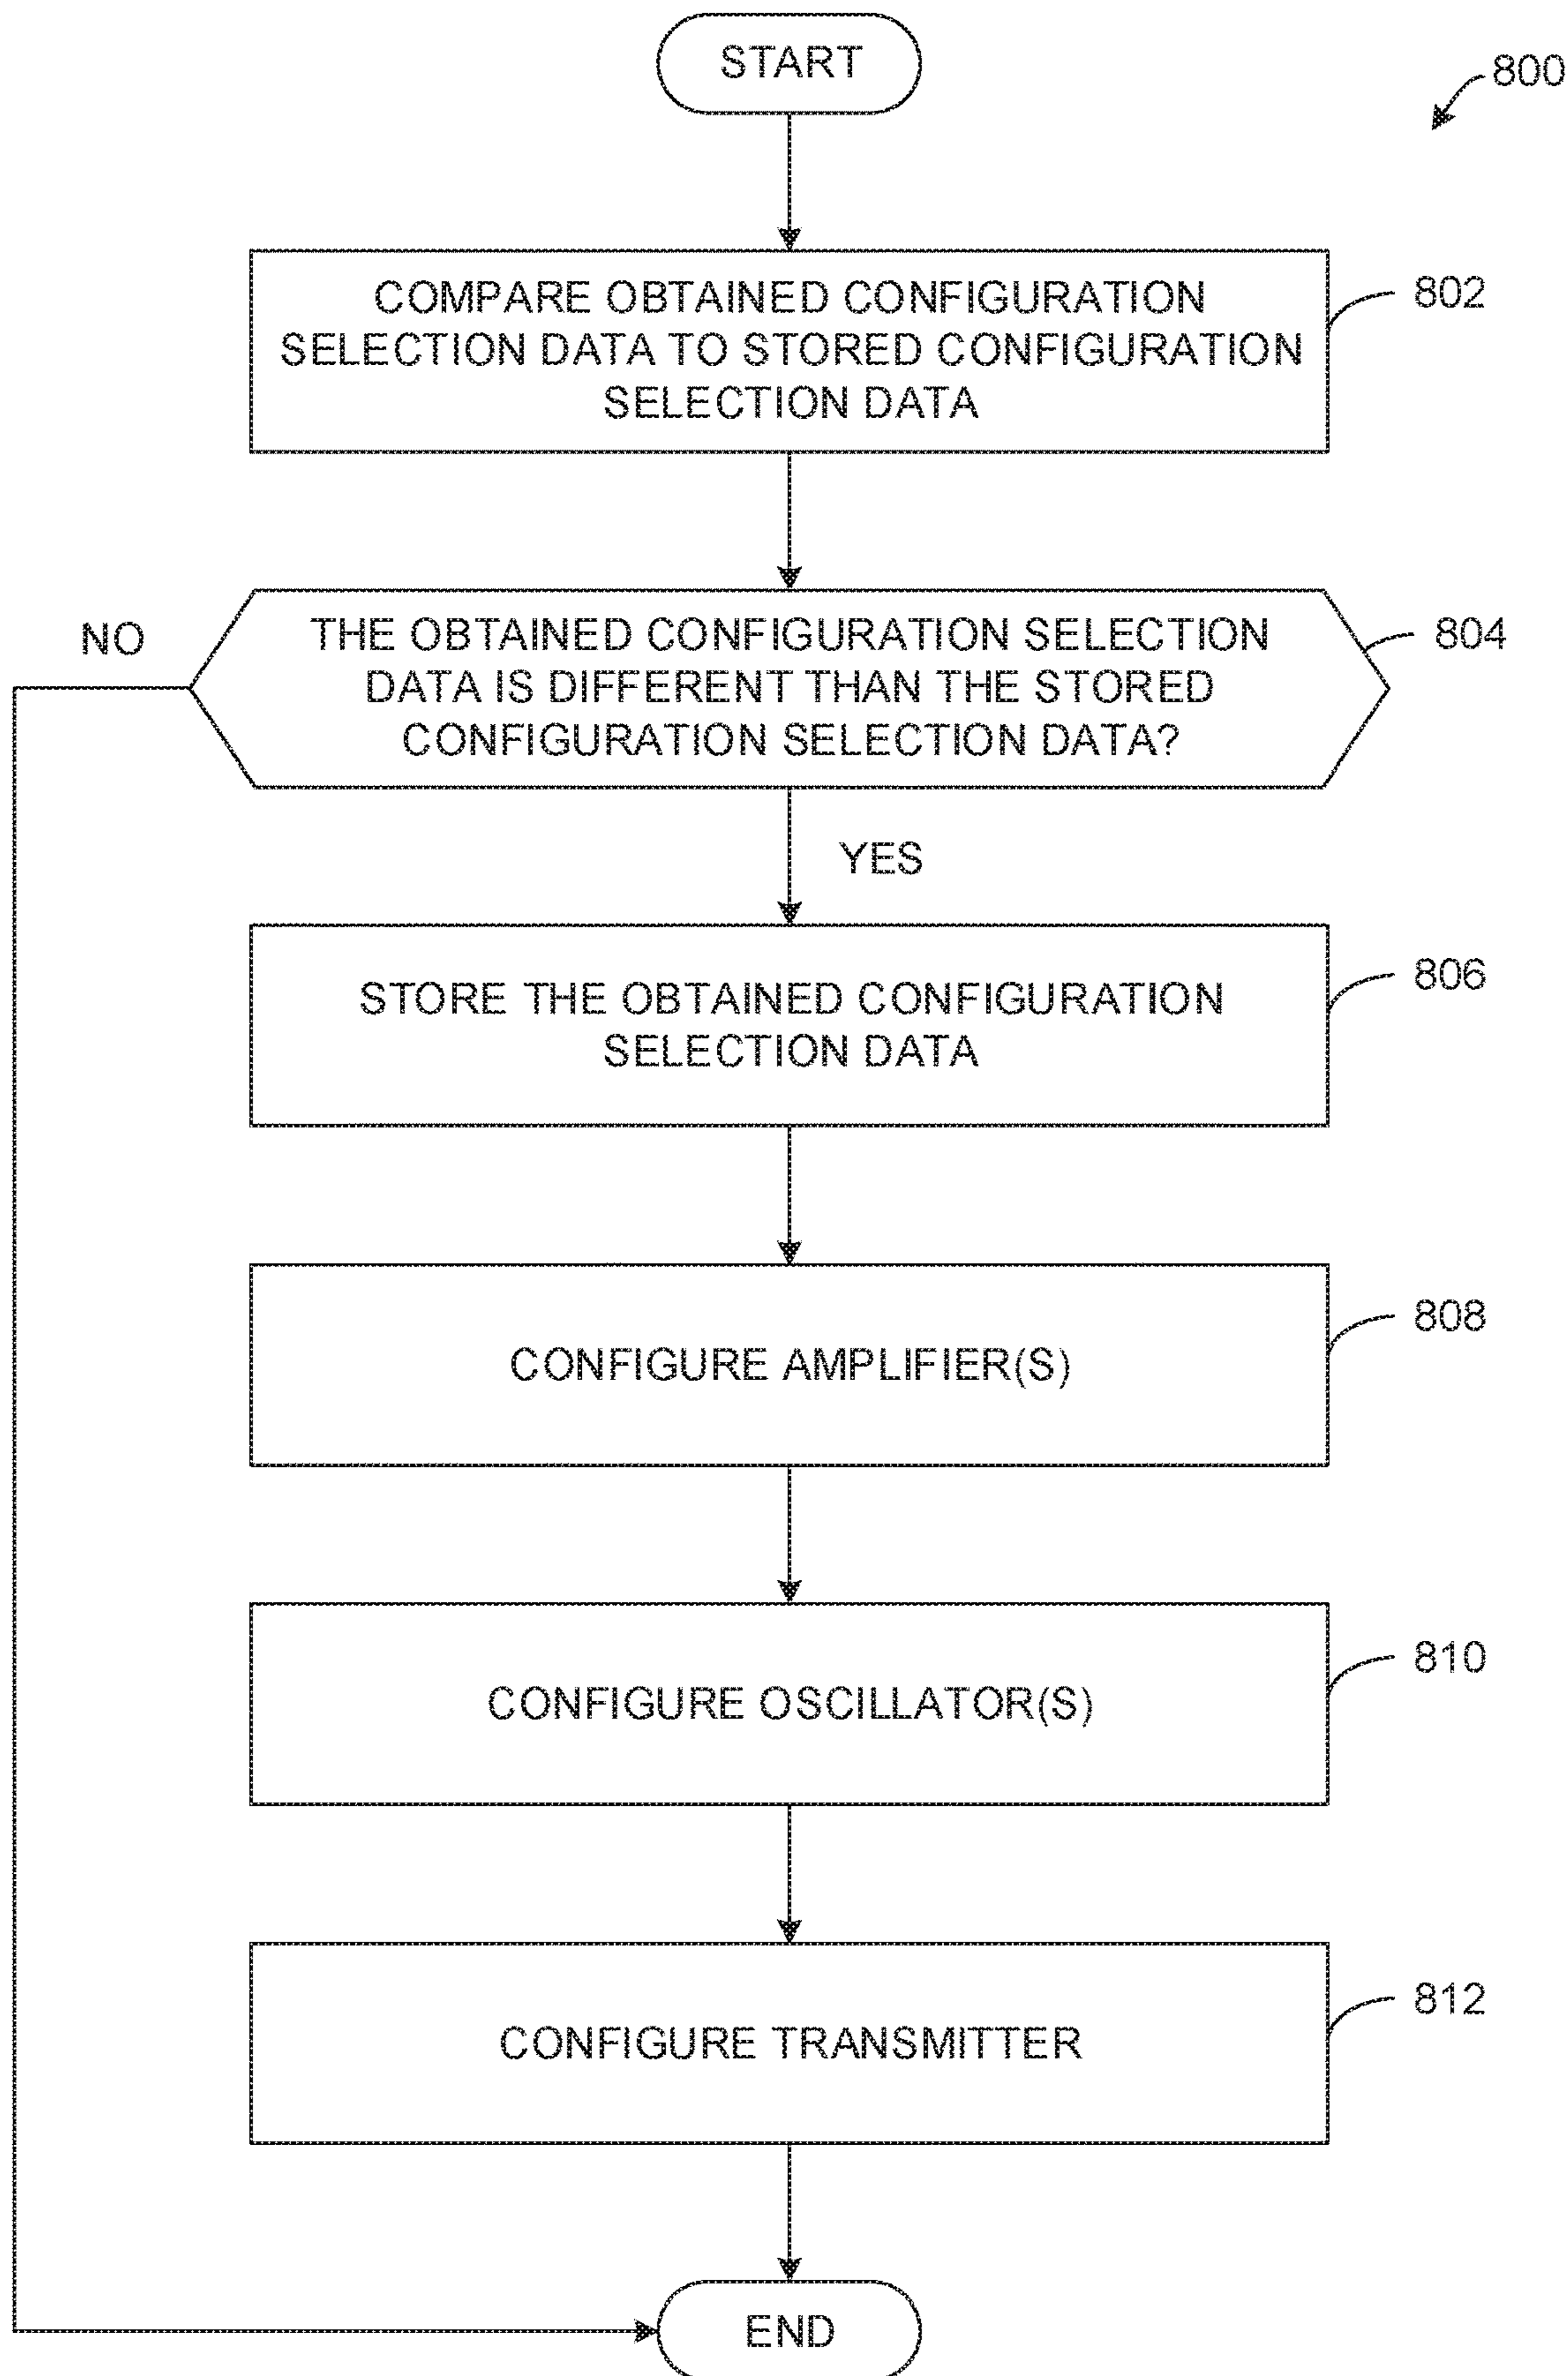 START
800
COMPARE OBTAINED CONFIGURATION
SELECTION DATA TO STORED CONFIGURATION
SELECTION DATA
802
NO
THE OBTAINED CONFIGURATION SELECTION
DATA IS DIFFERENT THAN THE STORED
CONFIGURATION SELECTION DATA?
804
YES
STORE THE OBTAINED CONFIGURATION
SELECTION DATA
806
CONFIGURE AMPLIFIER(S)
808
CONFIGURE OSCILLATOR(S)
810
CONFIGURE TRANSMITTER
812
END